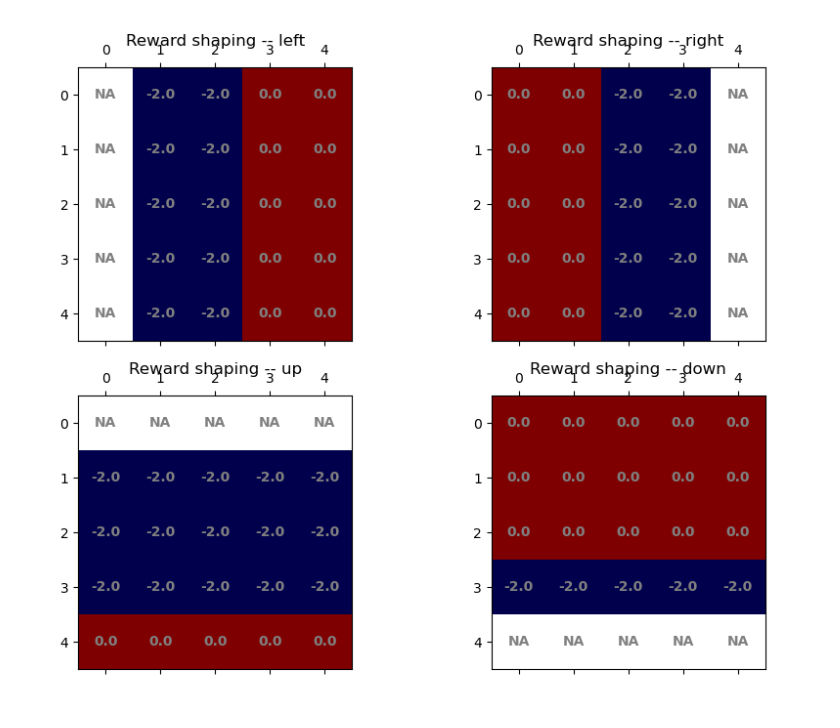 Reward shaping -- left
0 1 2 3 4
0 NA -2.0 -2.0 0.0 0.0
1 NA -2.0 -2.0 0.0 0.0
2 NA -2.0 -2.0 0.0 0.0
3 NA -2.0 -2.0 0.0 0.0
4 NA -2.0 -2.0 0.0 0.0
Reward shaping -- right
0 1 2 3 4
0 0.0 0.0 -2.0 -2.0 NA
1 0.0 0.0 -2.0 -2.0 NA
2 0.0 0.0 -2.0 -2.0 NA
3 0.0 0.0 -2.0 -2.0 NA
4 0.0 0.0 -2.0 -2.0 NA
Reward shaping -- up
0 1 2 3 4
0 NA NA NA NA NA
1 -2.0 -2.0 -2.0 -2.0 -2.0
2 -2.0 -2.0 -2.0 -2.0 -2.0
3 -2.0 -2.0 -2.0 -2.0 -2.0
4 0.0 0.0 0.0 0.0 0.0
Reward shaping -- down
0 1 2 3 4
0 0.0 0.0 0.0 0.0 0.0
1 0.0 0.0 0.0 0.0 0.0
2 0.0 0.0 0.0 0.0 0.0
3 -2.0 -2.0 -2.0 -2.0 -2.0
4 NA NA NA NA NA